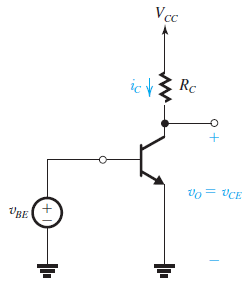 V_CC
i_C R_C
+
v_O = v_CE
v_BE + −
−